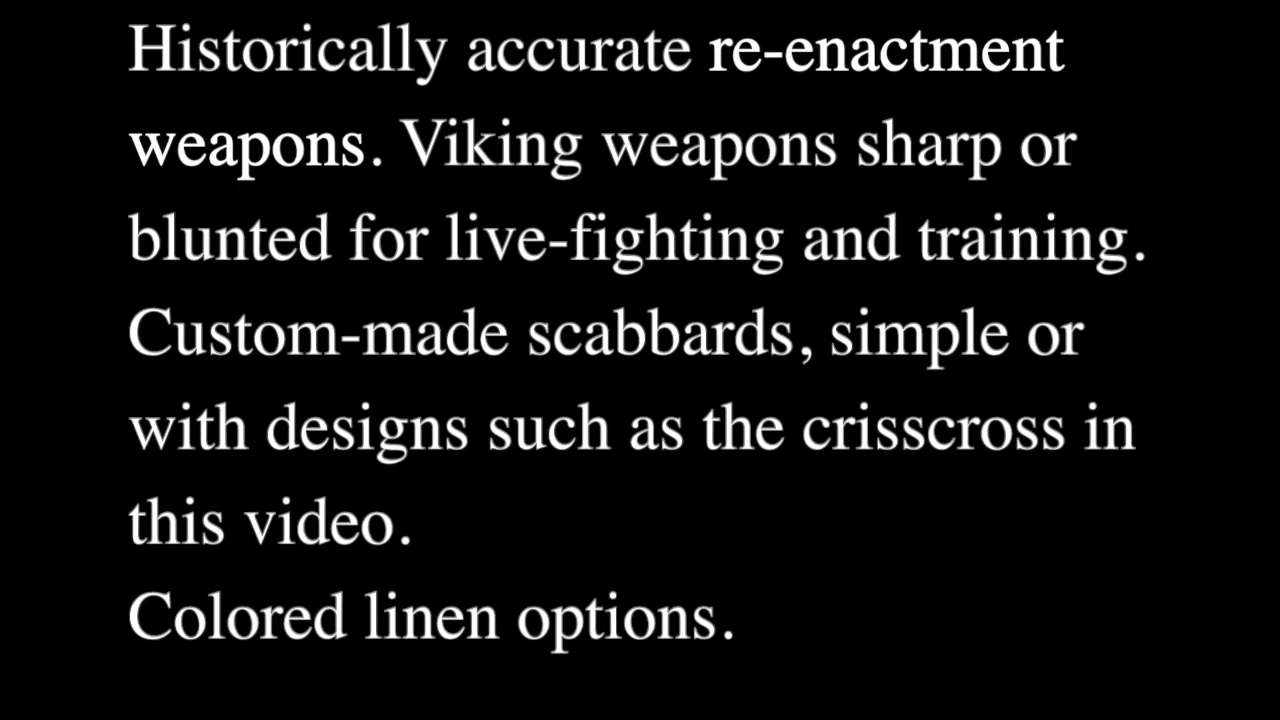 Historically accurate re-enactment
weapons. Viking weapons sharp or
blunted for live-fighting and training.
Custom-made scabbards, simple or
with designs such as the crisscross in
this video.
Colored linen options.